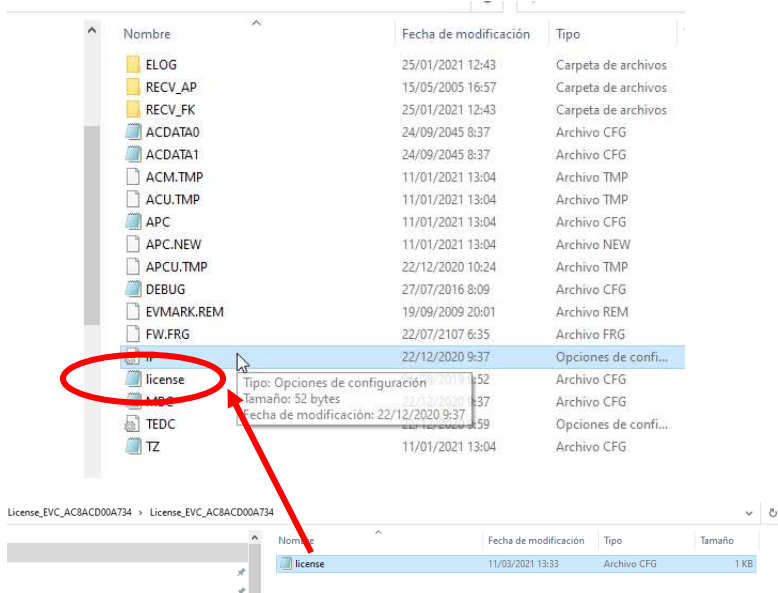 Nombre Fecha de modificación Tipo
ELOG 25/01/2021 12:43 Carpeta de archivos
RECV_AP 15/05/2005 16:57 Carpeta de archivos
RECV_FK 25/01/2021 12:43 Carpeta de archivos
ACDATA0 24/09/2045 8:37 Archivo CFG
ACDATA1 24/09/2045 8:37 Archivo CFG
ACM.TMP 11/01/2021 13:04 Archivo TMP
ACU.TMP 11/01/2021 13:04 Archivo TMP
APC 11/01/2021 13:04 Archivo CFG
APC.NEW 11/01/2021 13:04 Archivo NEW
APCU.TMP 22/12/2020 10:24 Archivo TMP
DEBUG 27/07/2016 8:09 Archivo CFG
EVMARK.REM 19/09/2009 20:01 Archivo REM
FW.FRG 22/07/2107 6:35 Archivo FRG
IP 22/12/2020 9:37 Opciones de confi...
license :52 Archivo CFG
Tipo: Opciones de configuración
:37 Archivo CFG
Tamaño: 52 bytes
Fecha de modificación: 22/12/2020 9:37
TEDC :59 Opciones de confi...
TZ 11/01/2021 13:04 Archivo CFG
License_EVC_AC8ACD00A734 > License_EVC_AC8ACD00A734
Nombre Fecha de modificación Tipo Tamaño
license 11/03/2021 13:33 Archivo CFG 1 KB